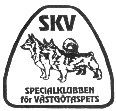 SKV
SPECIALKLUBBEN
för VÄSTGÖTASPETS